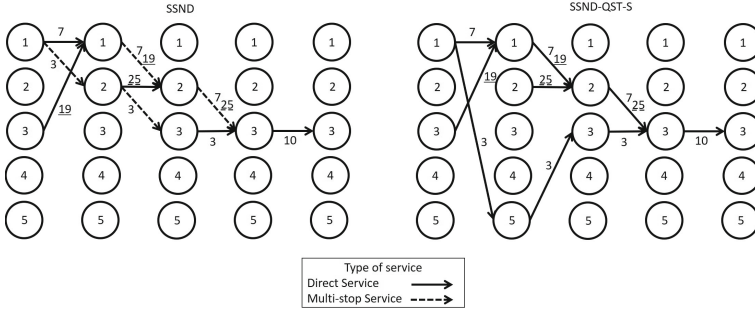 SSND
SSND-QST-S
7
1 1 1 1 1
3 7 19
2 2 2 2 2
25
19 3 7 25
3 3 3 3 3
3 10
4 4 4 4 4
5 5 5 5 5
7
1 1 1 1 1
7 19
2 2 2 2 2
19 25
7 25
3 3 3 3 3
3 3 3 10
4 4 4 4 4
5 5 5 5 5
Type of service
Direct Service
Multi-stop Service